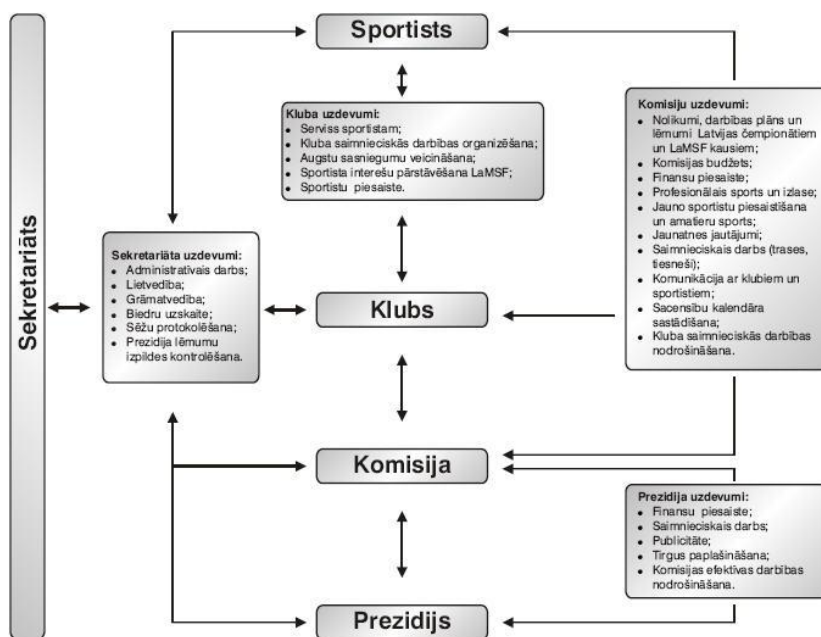 Sekretariāts
Sportists
Kluba uzdevumi:
• Serviss sportistam;
• Kluba saimnieciskās darbības organizēšana;
• Augstu sasniegumu veicināšana;
• Sportista interešu pārstāvēšana LaMSF;
• Sportistu piesaiste.
Komisiju uzdevumi:
• Nolikumi, darbības plāns un
lēmumi Latvijas čempionātiem
un LaMSF kausiem;
• Komisijas budžets;
• Finansu piesaiste;
• Profesionālais sports un izlase;
• Jauno sportistu piesaistīšana
un amatieru sports;
• Jaunatnes jautājumi;
• Saimnieciskais darbs (trases,
tiesneši);
• Komunikācija ar klubiem un
sportistiem;
• Sacensību kalendāra
sastādīšana;
• Kluba saimnieciskās darbības
nodrošināšana.
Sekretariāta uzdevumi:
• Administratīvais darbs;
• Lietvedība;
• Grāmatvedība;
• Biedru uzskaite;
• Sēžu protokolēšana;
• Prezidija lēmumu
izpildes kontrolēšana.
Klubs
Komisija
Prezidija uzdevumi:
• Finansu piesaiste;
• Saimnieciskais darbs;
• Publicitāte;
• Tirgus paplašināšana;
• Komisijas efektīvas darbības
nodrošināšana.
Prezidijs